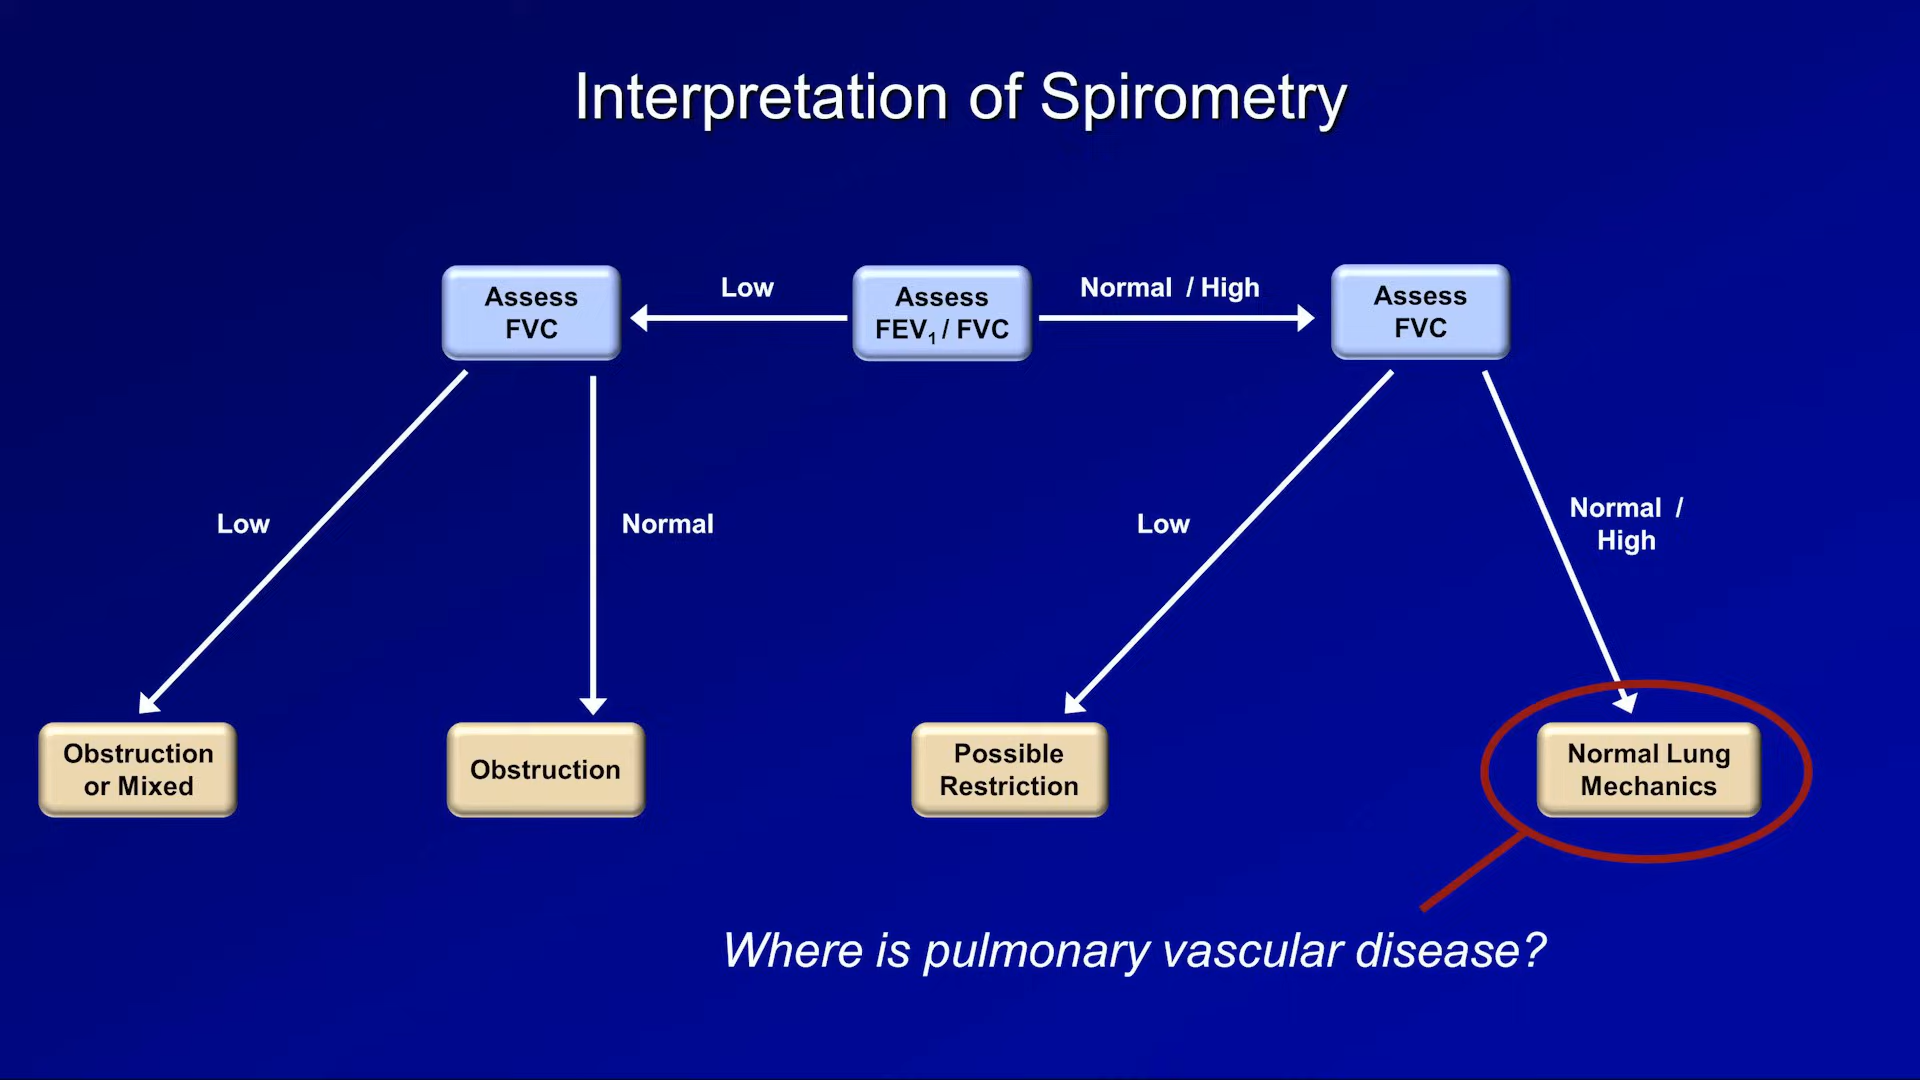 Interpretation of Spirometry
Assess
FVC
Low
Assess
FEV₁ / FVC
Normal / High
Assess
FVC
Low
Normal
Low
Normal /
High
Obstruction
or Mixed
Obstruction
Possible
Restriction
Normal Lung
Mechanics
Where is pulmonary vascular disease?